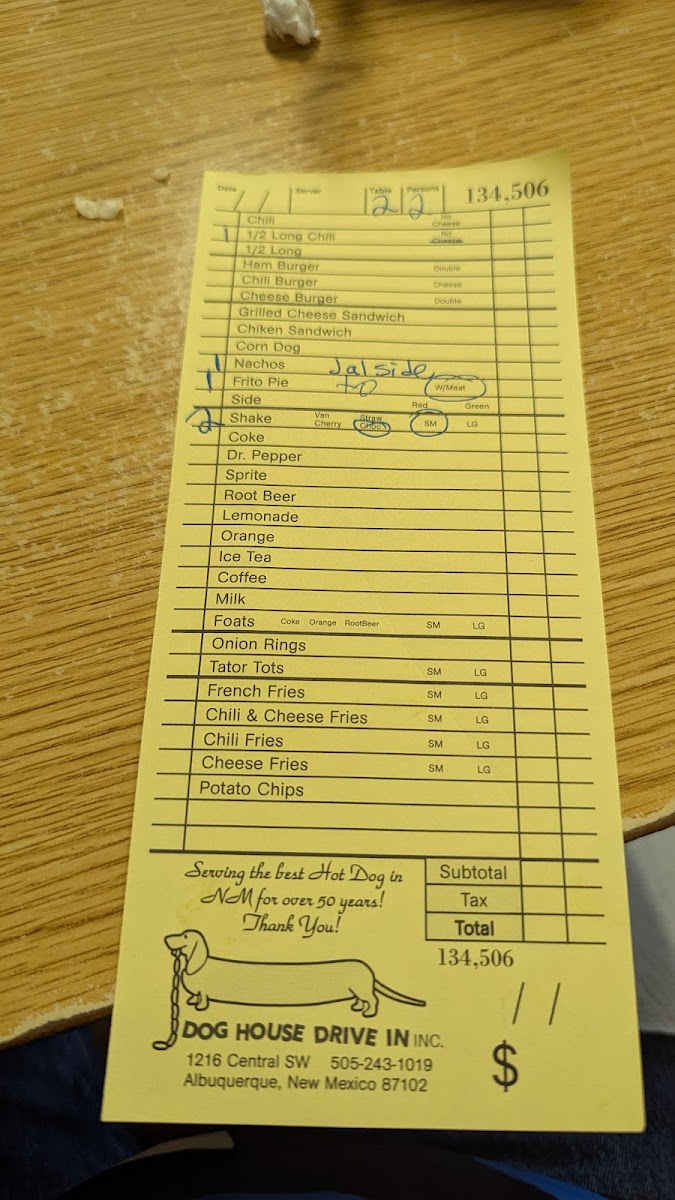 Date / / Server Table 2 Persons 2 134,506
Chili No Cheese
1 1/2 Long Chili No Cheese
1/2 Long
Ham Burger Double
Chili Burger Cheese
Cheese Burger Double
Grilled Cheese Sandwich
Chiken Sandwich
Corn Dog
1 Nachos Jal side
1 Frito Pie to W/Meat
Side Red Green
2 Shake Van Cherry Straw Choc SM LG
Coke
Dr. Pepper
Sprite
Root Beer
Lemonade
Orange
Ice Tea
Coffee
Milk
Foats Coke Orange RootBeer SM LG
Onion Rings
Tator Tots SM LG
French Fries SM LG
Chili & Cheese Fries SM LG
Chili Fries SM LG
Cheese Fries SM LG
Potato Chips
Serving the best Hot Dog in
NM for over 50 years!
Thank You!
Subtotal
Tax
Total
134,506
/ /
DOG HOUSE DRIVE IN INC.
1216 Central SW 505-243-1019
Albuquerque, New Mexico 87102
$